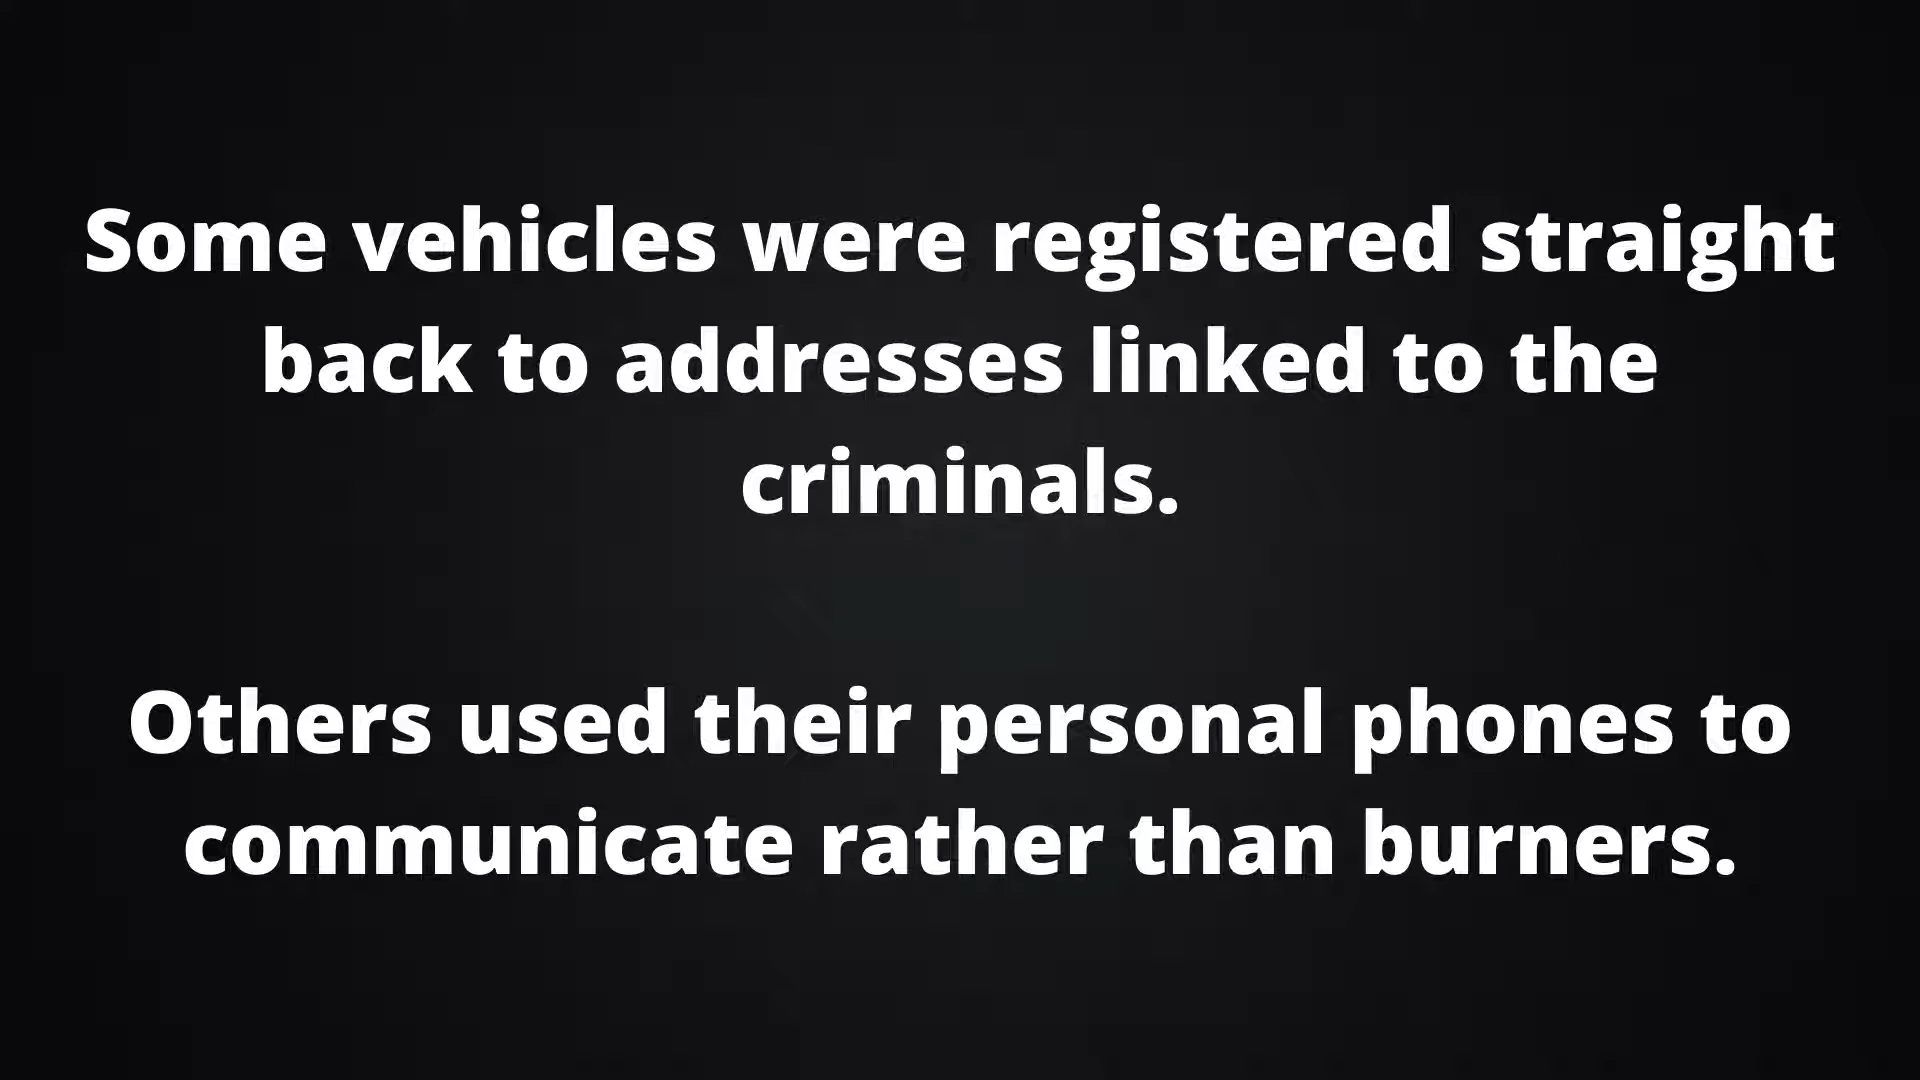 Some vehicles were registered straight
back to addresses linked to the
criminals.
Others used their personal phones to
communicate rather than burners.